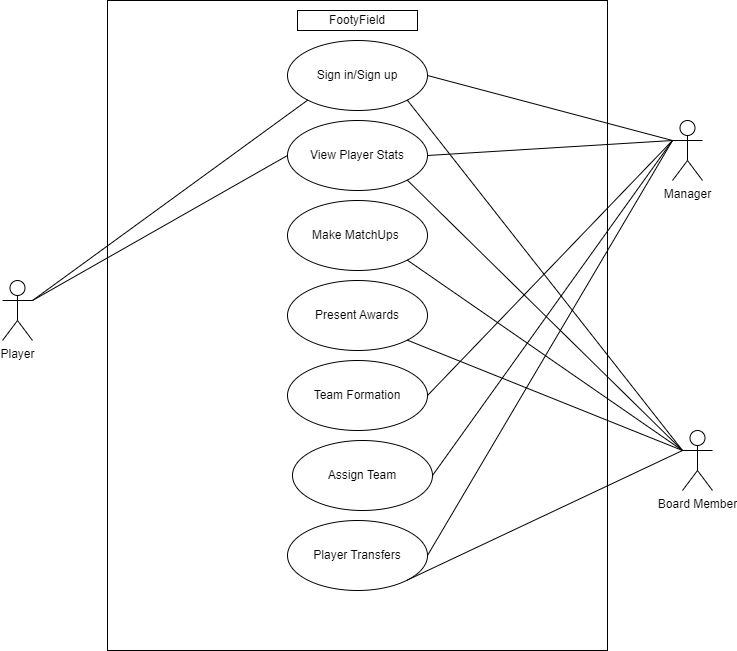 FootyField
Sign in/Sign up
View Player Stats
Make MatchUps
Present Awards
Team Formation
Assign Team
Player Transfers
Player
Manager
Board Member